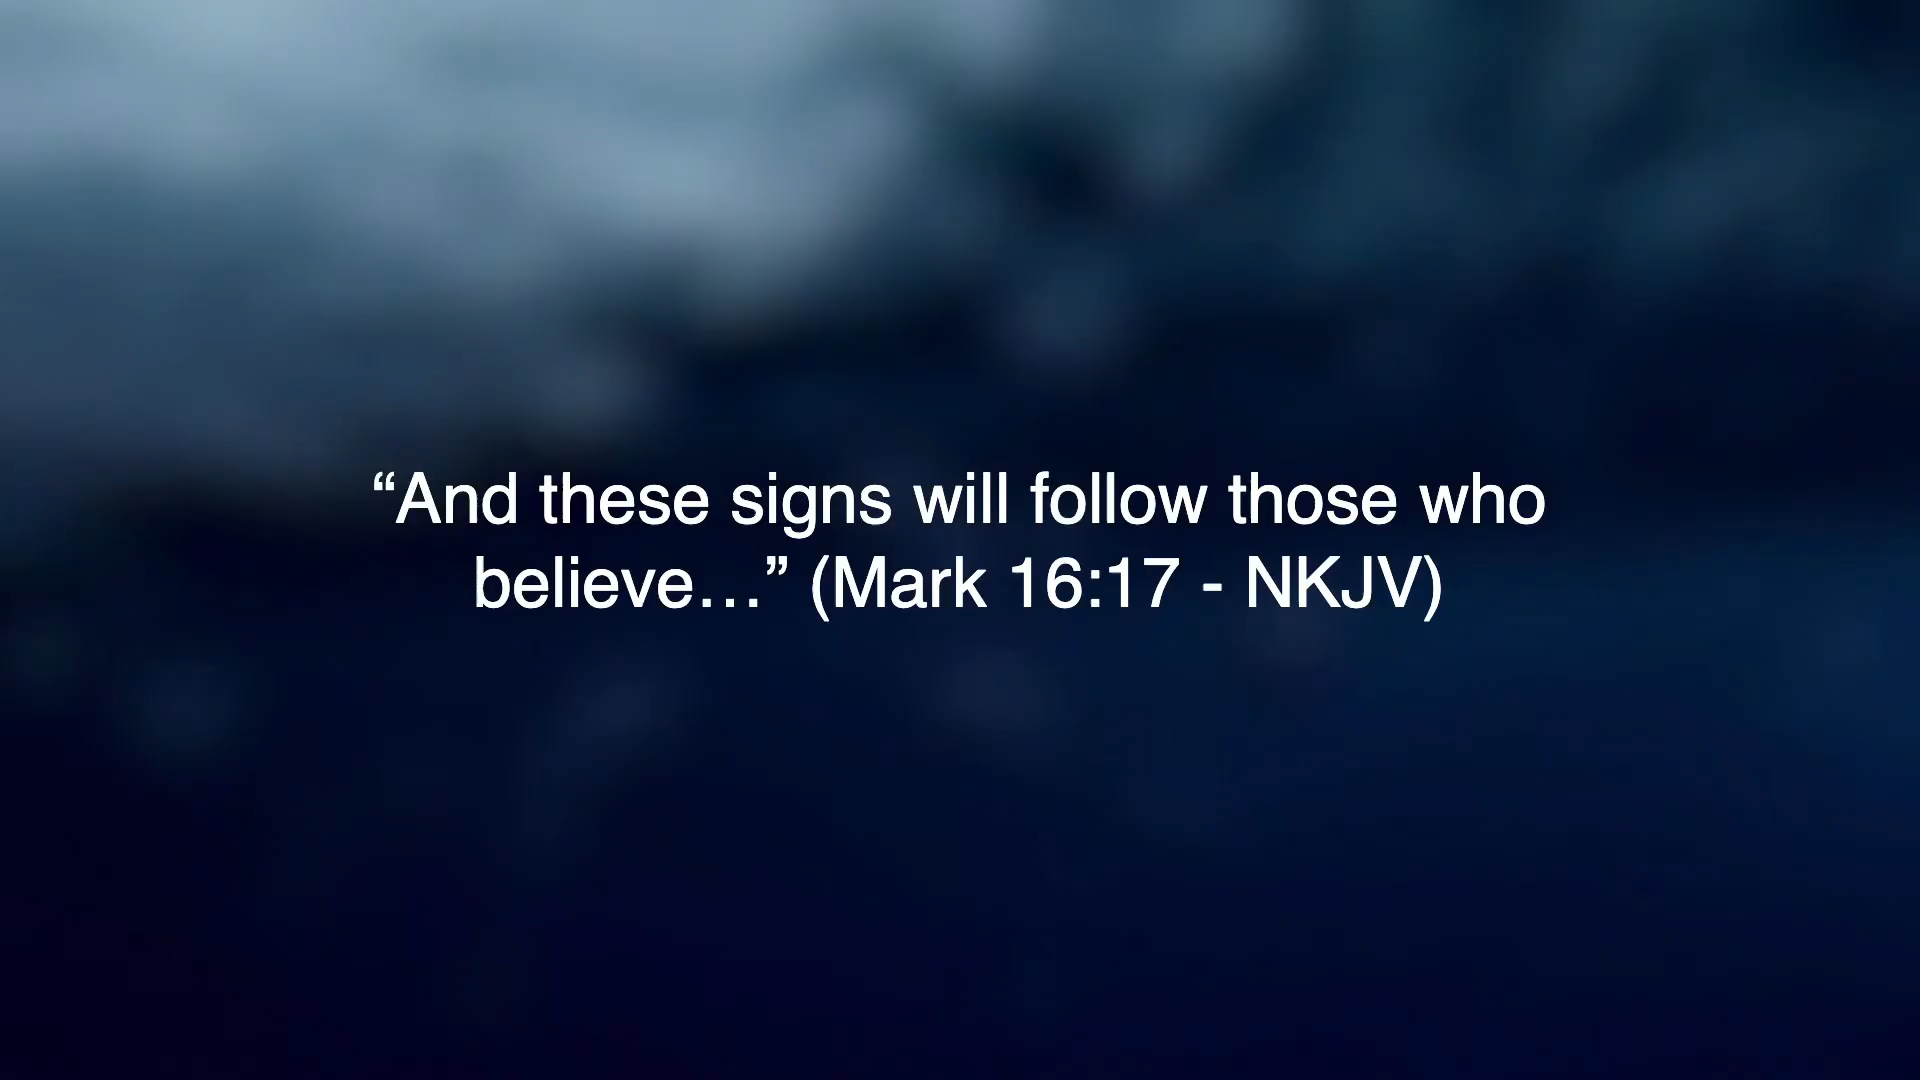 “And these signs will follow those who
believe…” (Mark 16:17 - NKJV)